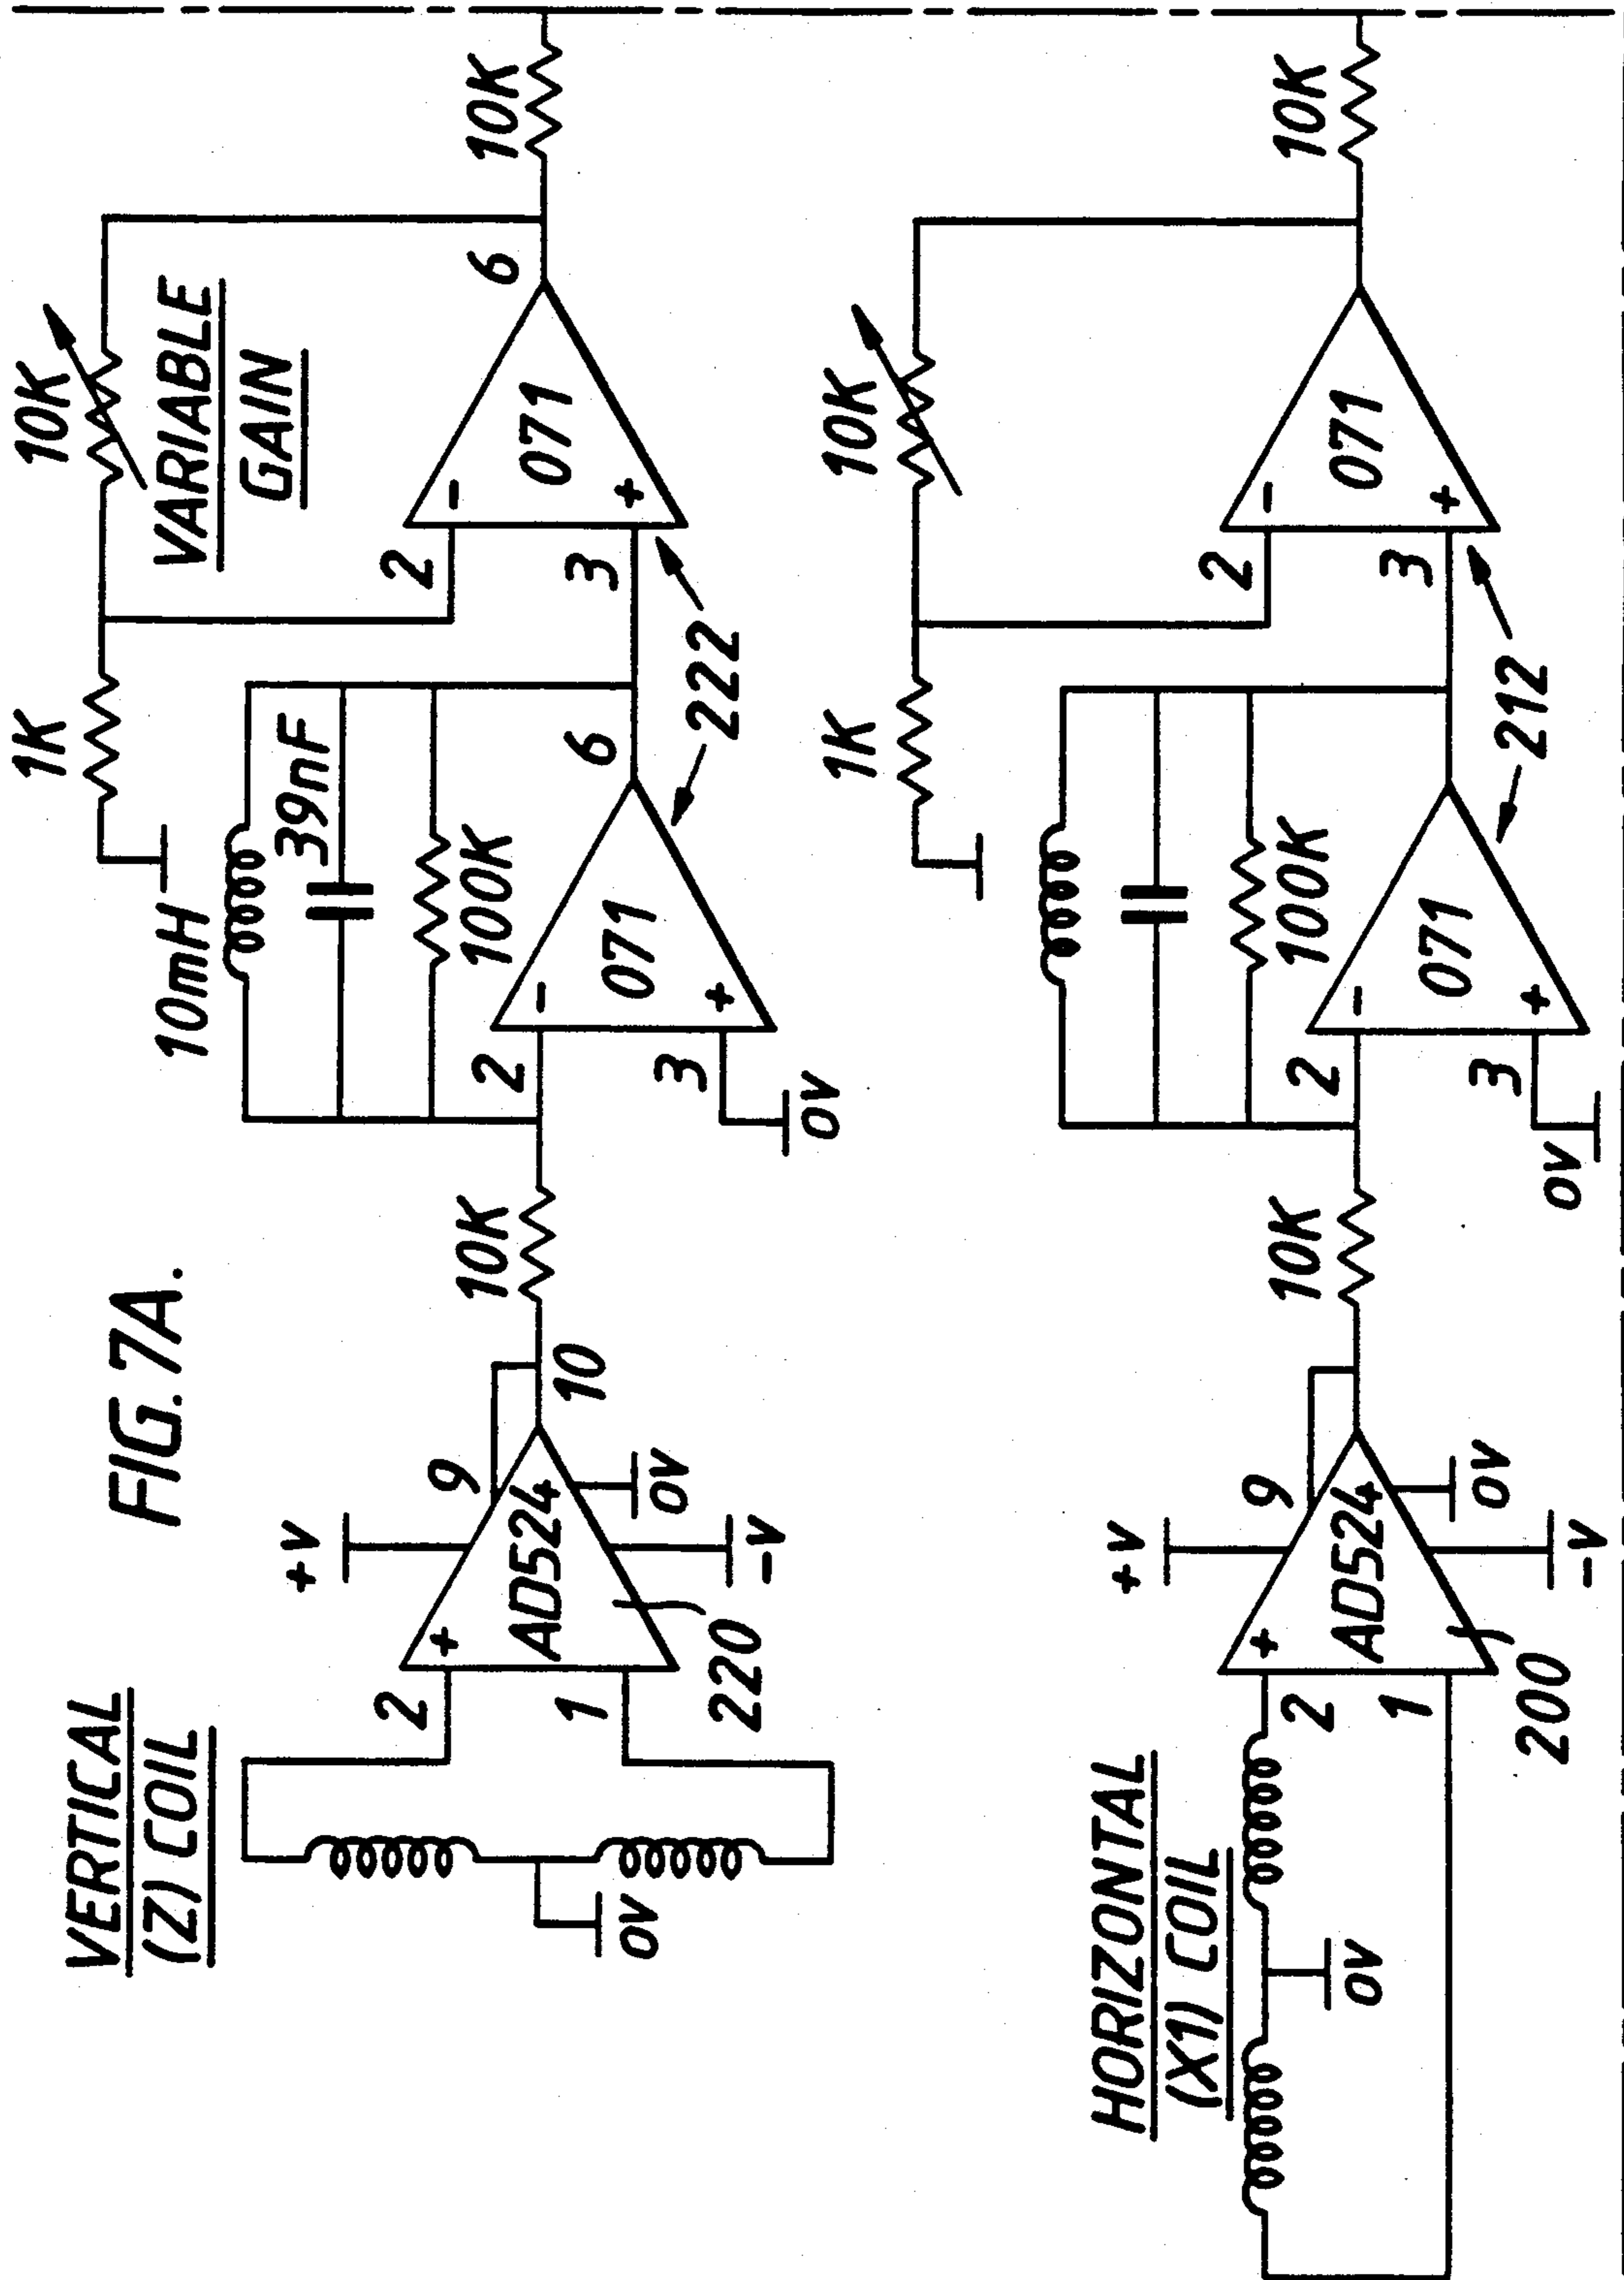 FIG. 7A.
VERTICAL
(Z) COIL
0V
2
1
+
AD524
220
+V
-V
0V
9
10
10K
10mH
39nF
100K
2
3
-
+
071
0V
6
222
1K
10K
VARIABLE
GAIN
2
3
-
+
071
6
10K
HORIZONTAL
(X1) COIL
0V
2
1
+
AD524
200
+V
-V
0V
9
10K
100K
2
3
-
+
071
0V
212
1K
10K
2
3
-
+
071
10K